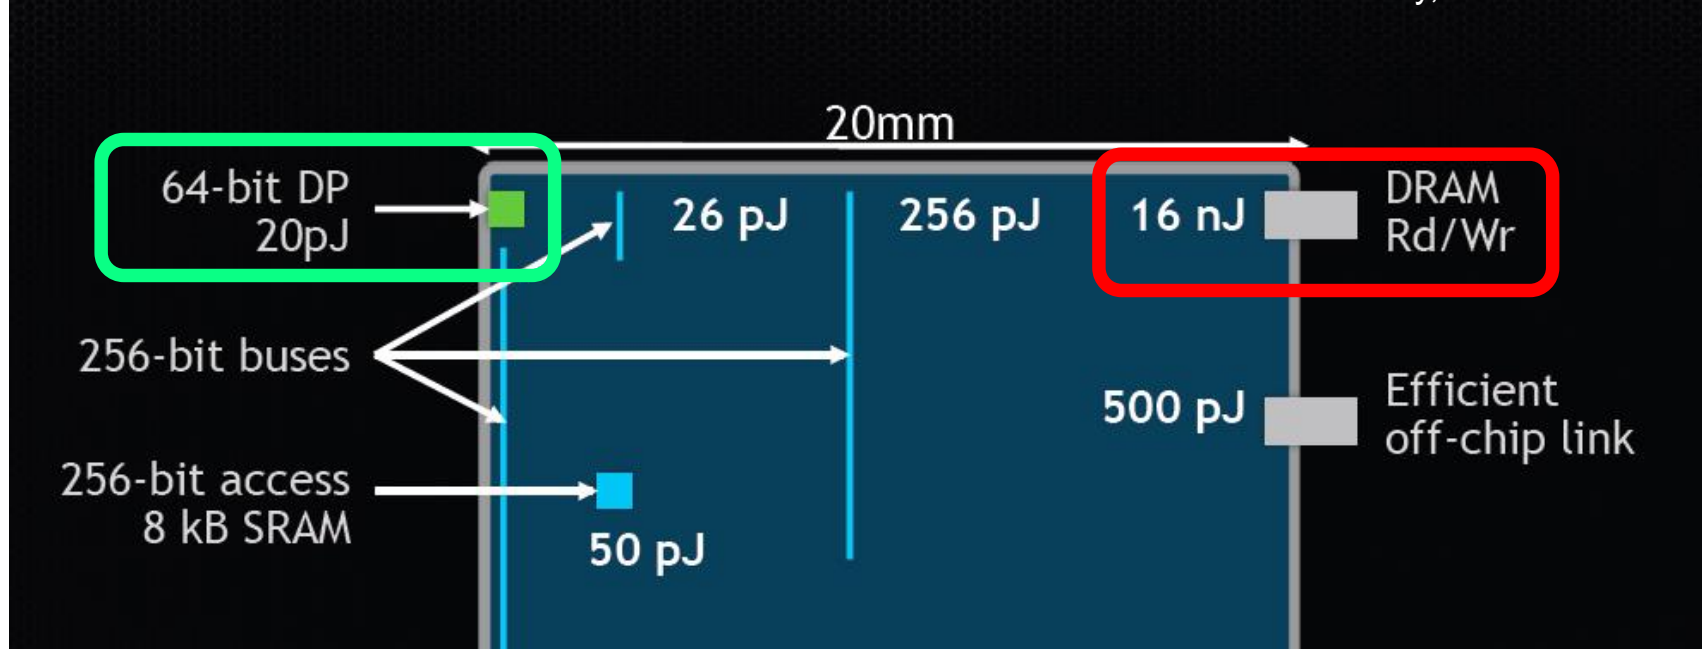 20mm
64-bit DP
20pJ
26 pJ
256 pJ
16 nJ
DRAM
Rd/Wr
256-bit buses
500 pJ
Efficient
off-chip link
256-bit access
8 kB SRAM
50 pJ